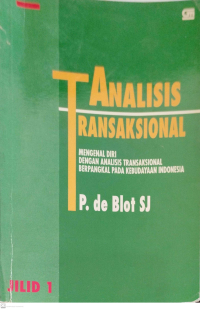 ANALISIS
TRANSAKSIONAL
MENGENAL DIRI
DENGAN ANALISIS TRANSAKSIONAL
BERPANGKAL PADA KEBUDAYAAN INDONESIA
P. de Blot SJ
JILID 1